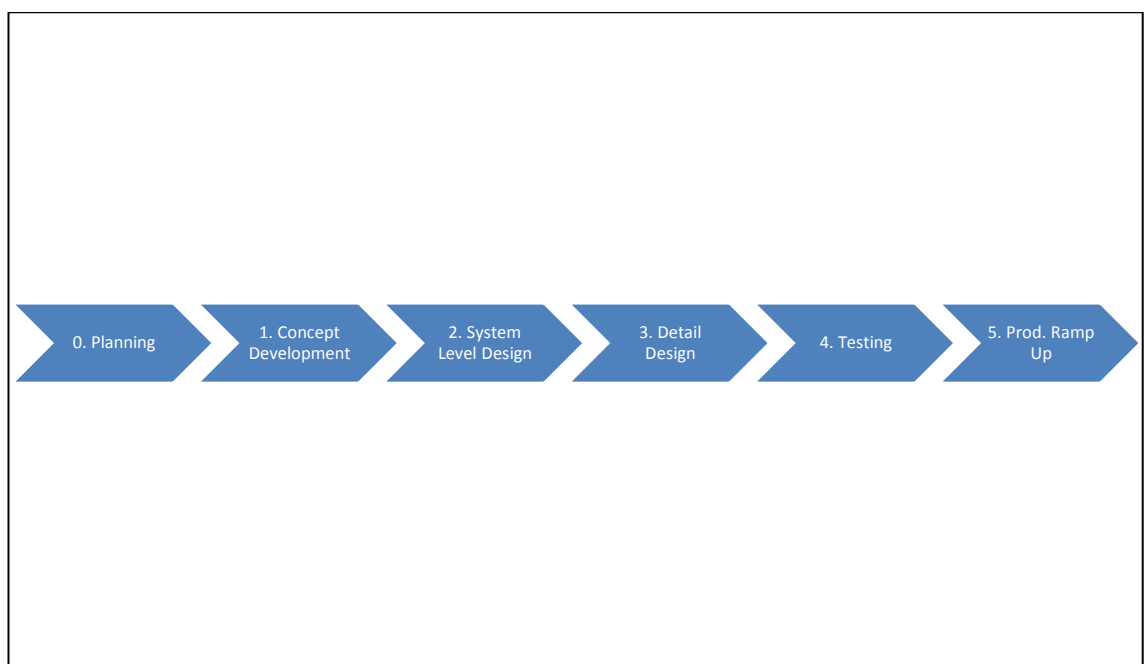 0. Planning
1. Concept
Development
2. System
Level Design
3. Detail
Design
4. Testing
5. Prod. Ramp
Up